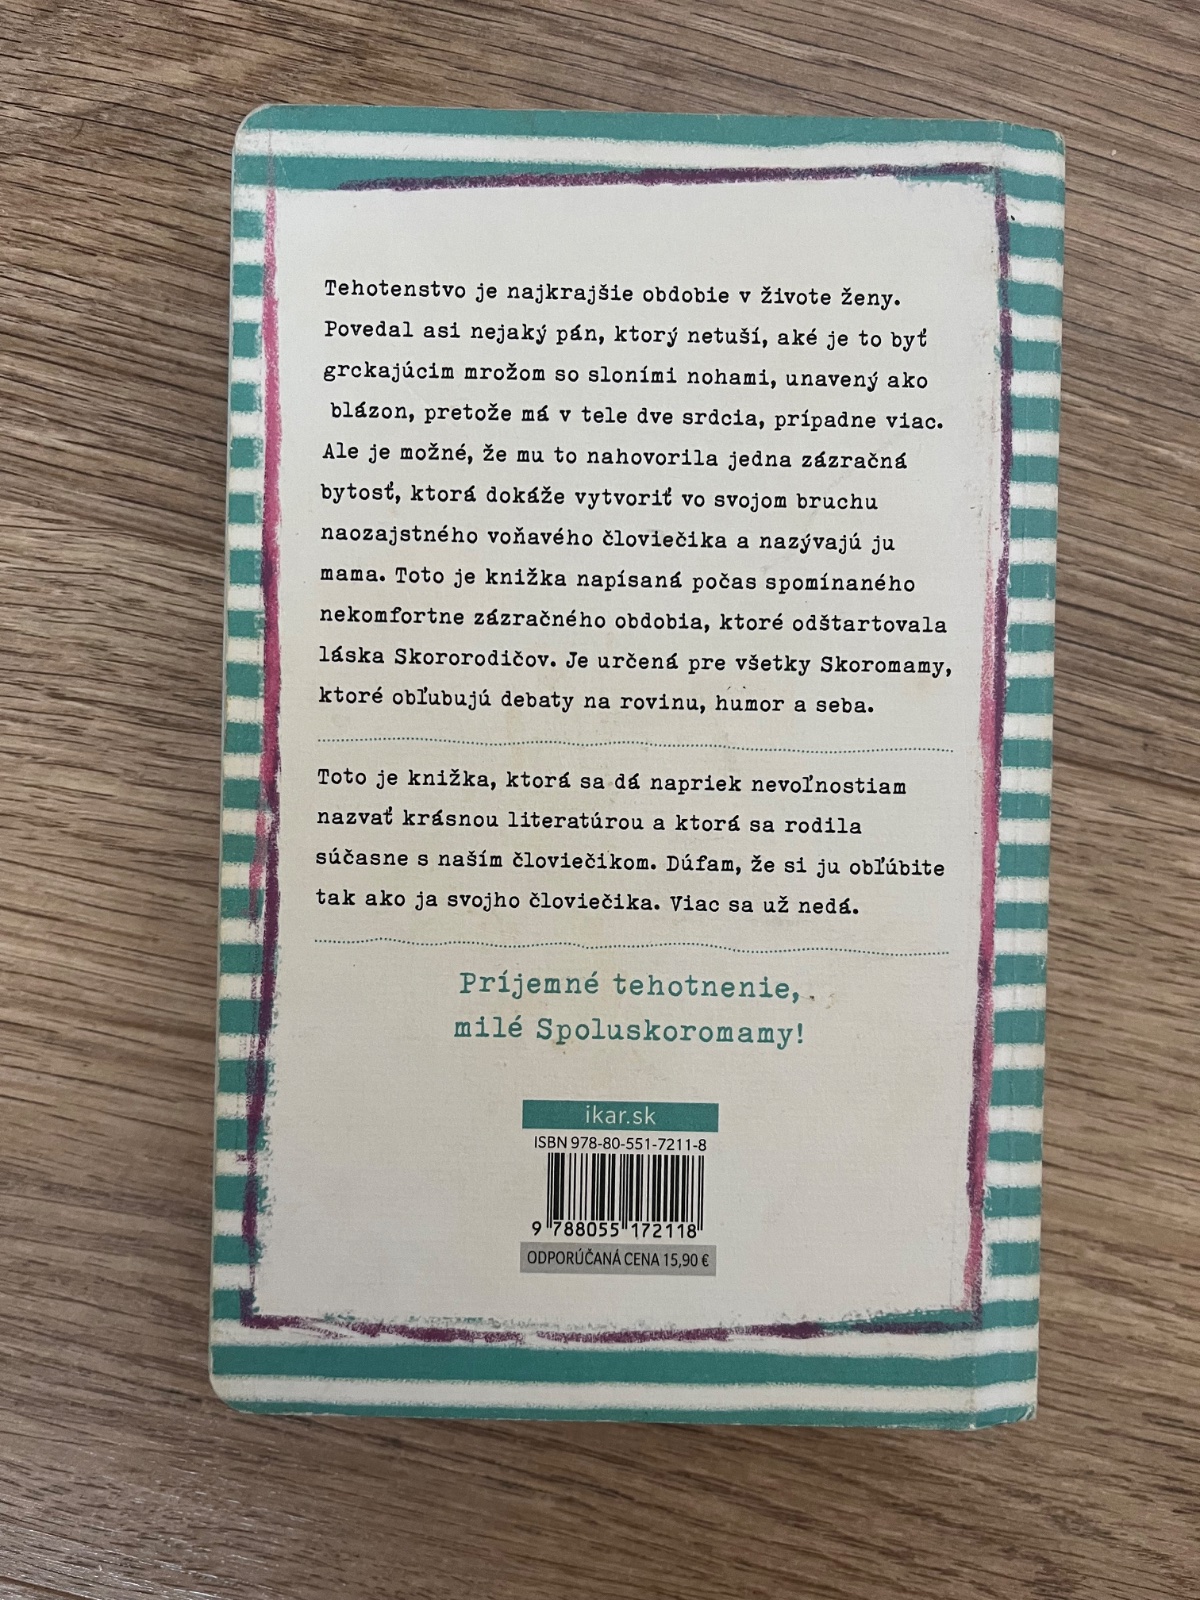 Tehotenstvo je najkrajšie obdobie v živote ženy.
Povedal asi nejaký pán, ktorý netuší, aké je to byť
grckajúcim mrožom so sloními nohami, unavený ako
blázon, pretože má v tele dve srdcia, prípadne viac.
Ale je možné, že mu to nahovorila jedna zázračná
bytosť, ktorá dokáže vytvoriť vo svojom bruchu
naozajstného voňavého človiečika a nazývajú ju
mama. Toto je knižka napísaná počas spomínaného
nekomfortne zázračného obdobia, ktoré odštartovala
láska Skororodičov. Je určená pre všetky Skoromamy,
ktoré obľubujú debaty na rovinu, humor a seba.
Toto je knižka, ktorá sa dá napriek nevoľnostiam
nazvať krásnou literatúrou a ktorá sa rodila
súčasne s naším človiečikom. Dúfam, že si ju obľúbite
tak ako ja svojho človiečika. Viac sa už nedá.
Príjemné tehotnenie,
milé Spoluskoromamy!
ikar.sk
ISBN 978-80-551-7211-8
9 788055 172118
ODPORÚČANÁ CENA 15,90 €